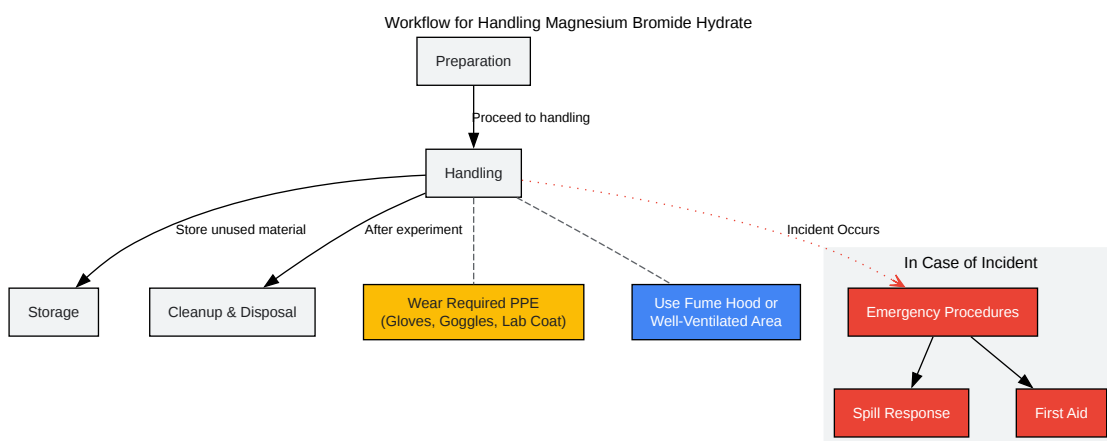 Workflow for Handling Magnesium Bromide Hydrate
Preparation
Proceed to handling
Handling
Store unused material
After experiment
Incident Occurs
In Case of Incident
Storage
Cleanup & Disposal
Wear Required PPE
(Gloves, Goggles, Lab Coat)
Use Fume Hood or
Well-Ventilated Area
Emergency Procedures
Spill Response
First Aid